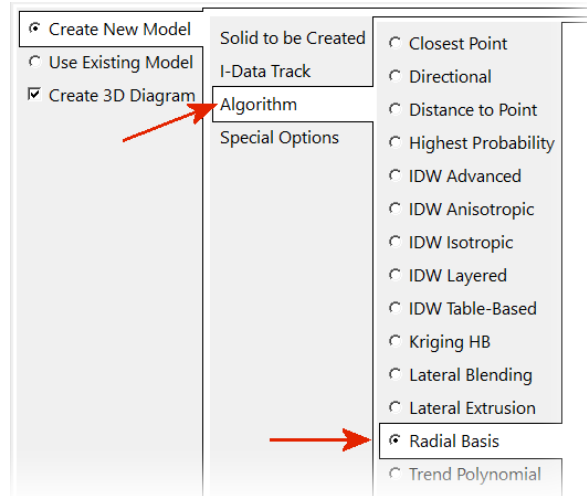 Create New Model
Use Existing Model
Create 3D Diagram
Solid to be Created
I-Data Track
Algorithm
Special Options
Closest Point
Directional
Distance to Point
Highest Probability
IDW Advanced
IDW Anisotropic
IDW Isotropic
IDW Layered
IDW Table-Based
Kriging HB
Lateral Blending
Lateral Extrusion
Radial Basis
Trend Polynomial